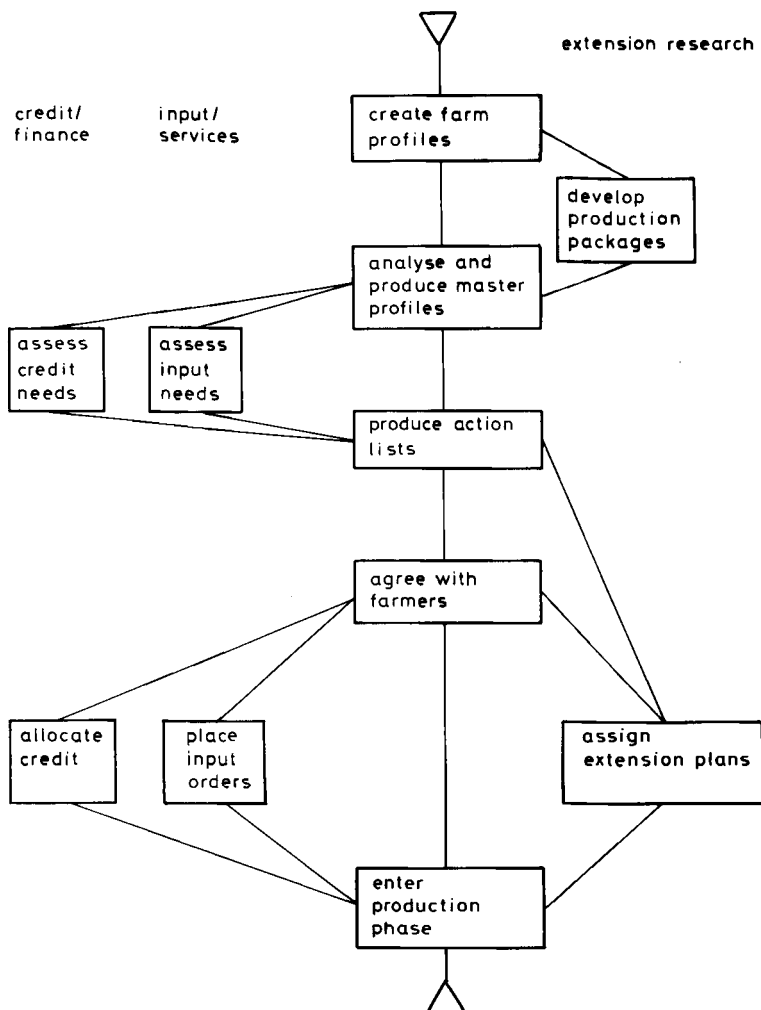 extension research
credit/
finance
input/
services
create farm
profiles
develop
production
packages
analyse and
produce master
profiles
assess
credit
needs
assess
input
needs
produce action
lists
agree with
farmers
allocate
credit
place
input
orders
assign
extension plans
enter
production
phase